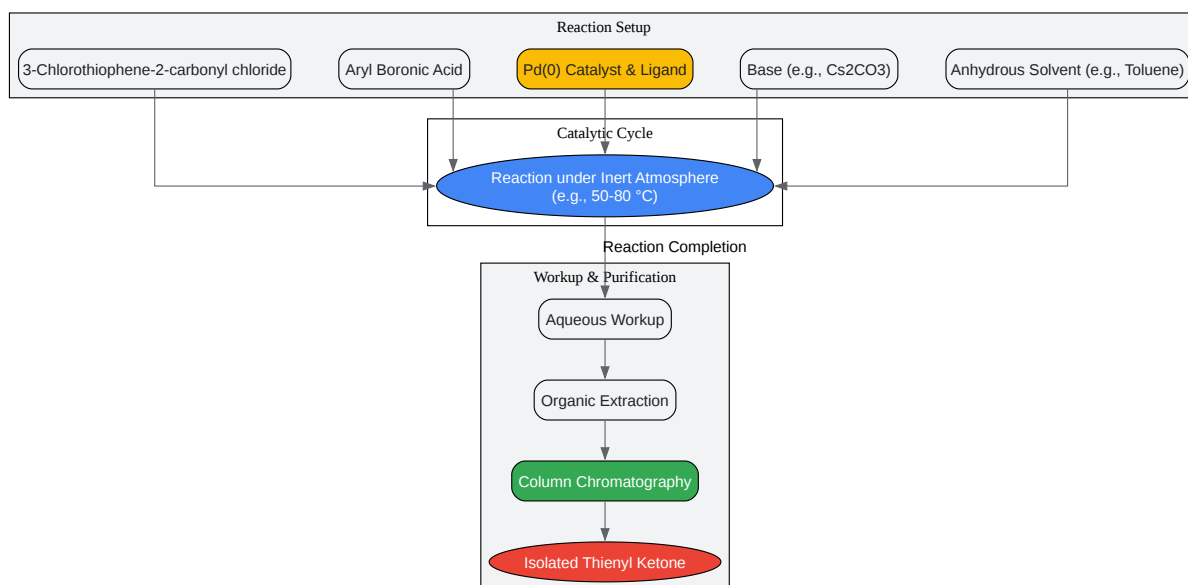 Reaction Setup
3-Chlorothiophene-2-carbonyl chloride
Aryl Boronic Acid
Pd(0) Catalyst & Ligand
Base (e.g., Cs2CO3)
Anhydrous Solvent (e.g., Toluene)
Catalytic Cycle
Reaction under Inert Atmosphere
(e.g., 50-80 °C)
Reaction Completion
Workup & Purification
Aqueous Workup
Organic Extraction
Column Chromatography
Isolated Thienyl Ketone